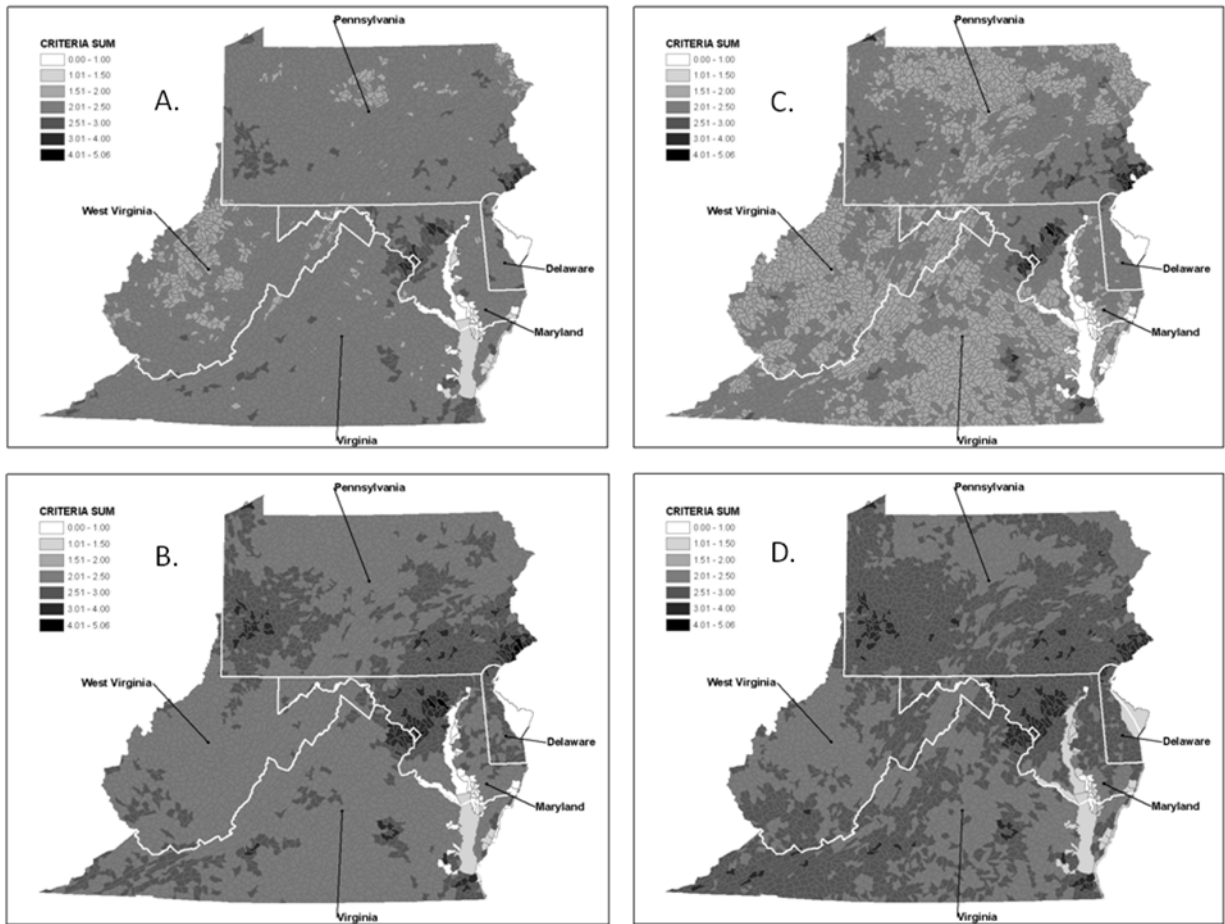 Pennsylvania
CRITERIA SUM
0.00 - 1.00
1.01 - 1.50
1.51 - 2.00
2.01 - 2.50
2.51 - 3.00
3.01 - 4.00
4.01 - 5.06
A.
West Virginia
Delaware
Maryland
Virginia
Pennsylvania
CRITERIA SUM
0.00 - 1.00
1.01 - 1.50
1.51 - 2.00
2.01 - 2.50
2.51 - 3.00
3.01 - 4.00
4.01 - 5.06
C.
West Virginia
Delaware
Maryland
Virginia
Pennsylvania
CRITERIA SUM
0.00 - 1.00
1.01 - 1.50
1.51 - 2.00
2.01 - 2.50
2.51 - 3.00
3.01 - 4.00
4.01 - 5.06
B.
West Virginia
Delaware
Maryland
Virginia
Pennsylvania
CRITERIA SUM
0.00 - 1.00
1.01 - 1.50
1.51 - 2.00
2.01 - 2.50
2.51 - 3.00
3.01 - 4.00
4.01 - 5.06
D.
West Virginia
Delaware
Maryland
Virginia